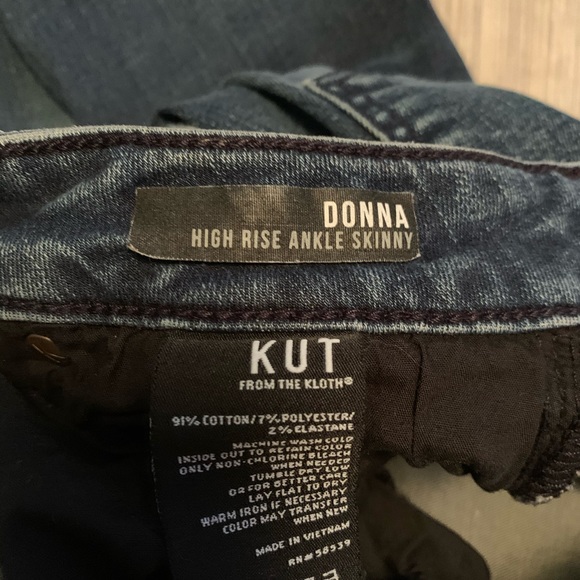 DONNA
HIGH RISE ANKLE SKINNY
KUT
FROM THE KLOTH®
91% COTTON/7% POLYESTER/
2% ELASTANE
MACHINE WASH COLD
INSIDE OUT TO RETAIN COLOR
ONLY NON-CHLORINE BLEACH
WHEN NEEDED
TUMBLE DRY LOW
OR FOR BETTER CARE
LAY FLAT TO DRY
WARM IRON IF NECESSARY
COLOR MAY TRANSFER
WHEN NEW
MADE IN VIETNAM
RN# 58539